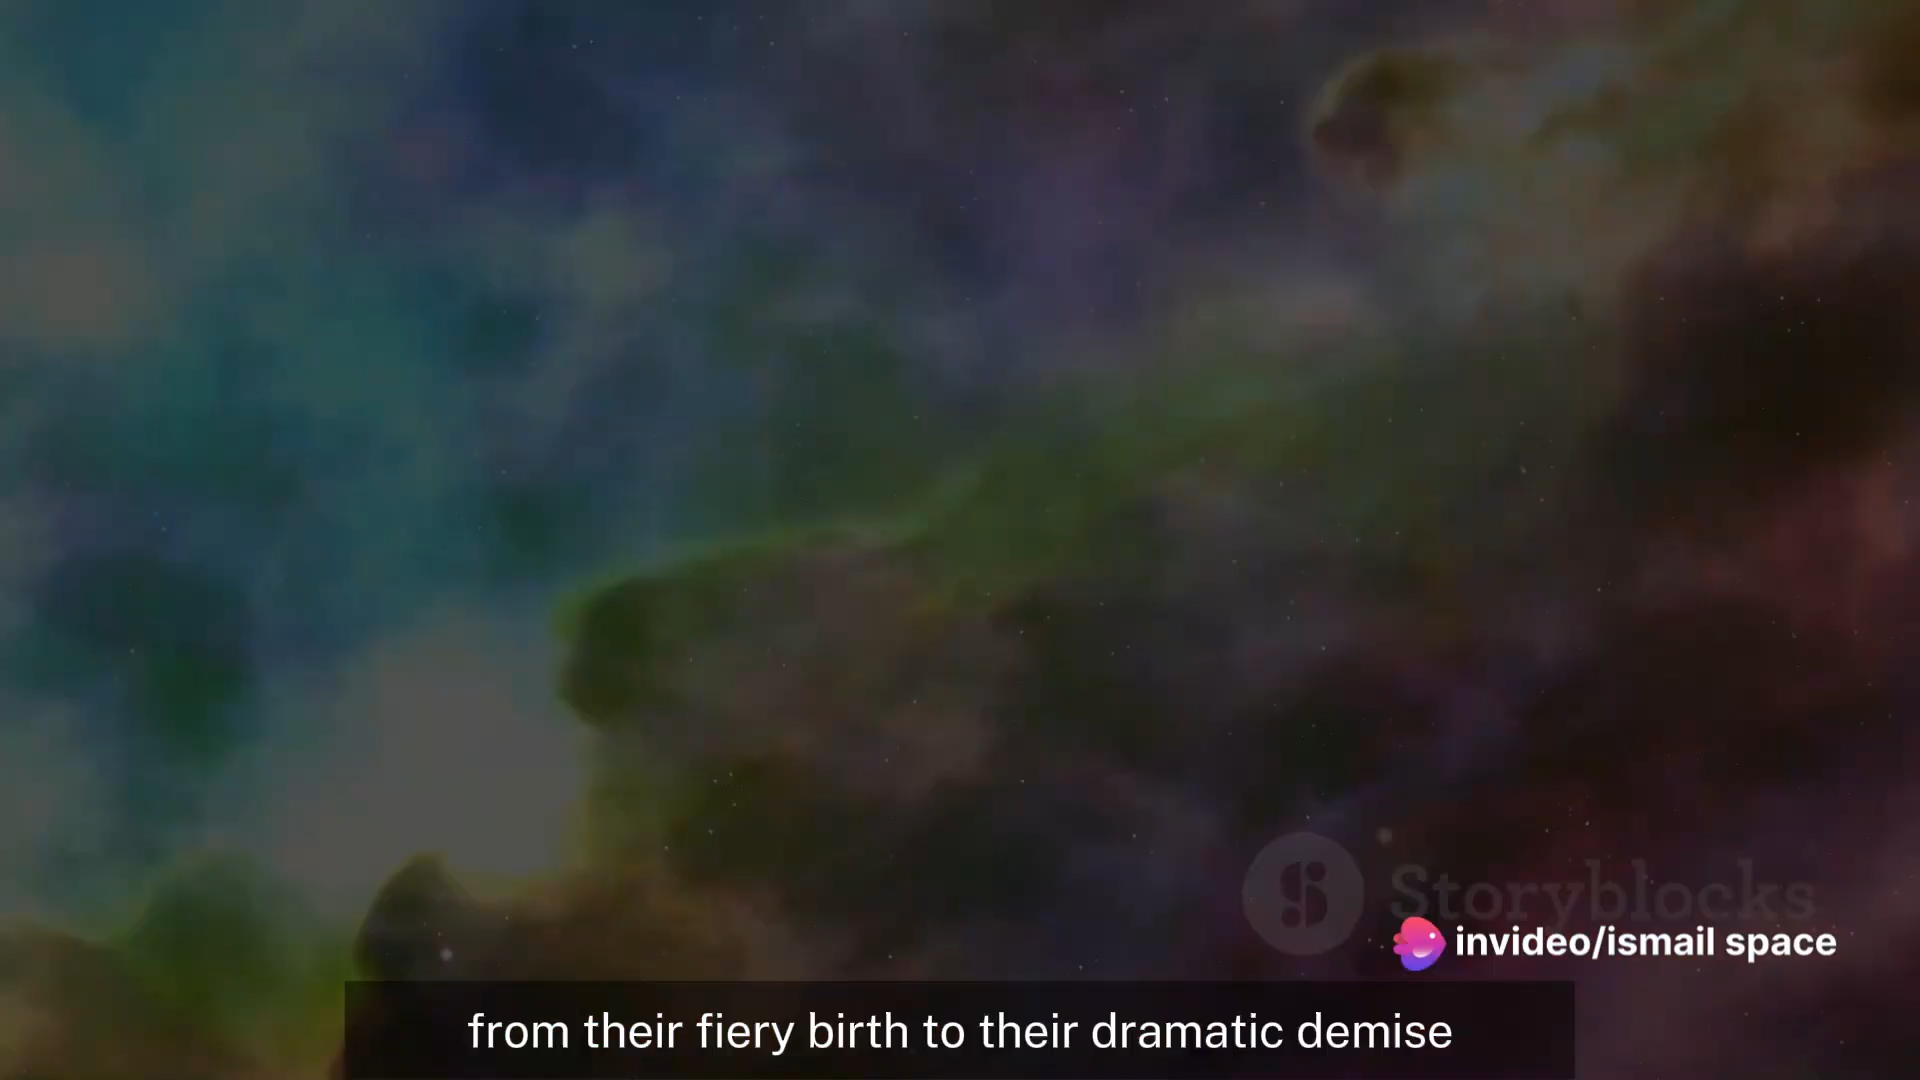 Storyblocks
invideo/ismail space
from their fiery birth to their dramatic demise